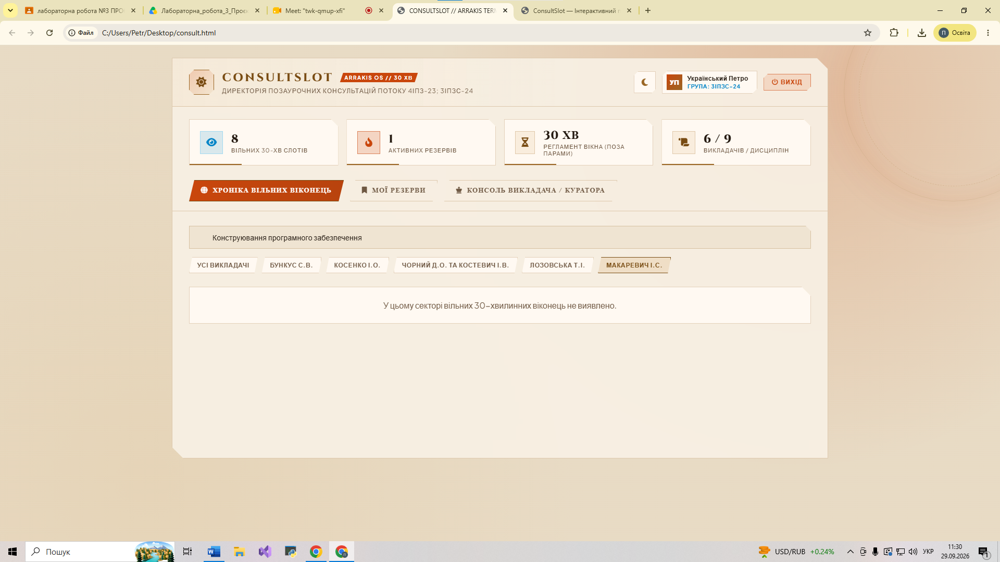 лабораторна робота №3 ПРО
Лабораторна_робота_3_Проєк
Meet: "twk-qmup-xfi"
CONSULTSLOT // ARRAKIS TERM
ConsultSlot — Інтерактивний п
Файл
C:/Users/Petr/Desktop/consult.html
П
Освіта
CONSULTSLOT
ARRAKIS OS // 30 ХВ
ДИРЕКТОРІЯ ПОЗАУРОЧНИХ КОНСУЛЬТАЦІЙ ПОТОКУ 4ІПЗ-23; 3ІПЗС-24
УП
Український Петро
ГРУПА: 3ІПЗС-24
ВИХІД
8
ВІЛЬНИХ 30-ХВ СЛОТІВ
1
АКТИВНИХ РЕЗЕРВІВ
30 ХВ
РЕГЛАМЕНТ ВІКНА (ПОЗА
ПАРАМИ)
6 / 9
ВИКЛАДАЧІВ / ДИСЦИПЛІН
ХРОНІКА ВІЛЬНИХ ВІКОНЕЦЬ
МОЇ РЕЗЕРВИ
КОНСОЛЬ ВИКЛАДАЧА / КУРАТОРА
Конструювання програмного забезпечення
УСІ ВИКЛАДАЧІ
БУНКУС С.В.
КОСЕНКО І.О.
ЧОРНИЙ Д.О. ТА КОСТЕВИЧ І.В.
ЛОЗОВСЬКА Т.І.
МАКАРЕВИЧ І.С.
У цьому секторі вільних 30-хвилинних віконець не виявлено.
Пошук
USD/RUB +0.24%
УКР
11:30
29.09.2026
1